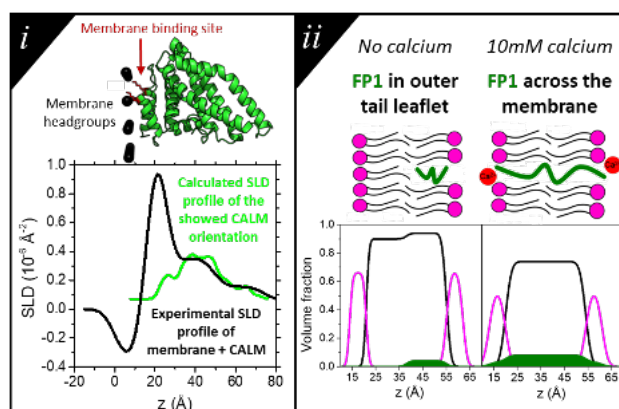 i
Membrane binding site
Membrane
headgroups
1.0
0.8
0.6
0.4
0.2
0.0
-0.2
-0.4
SLD (10⁻⁶ Å⁻²)
Calculated SLD
profile of the
showed CALM
orientation
Experimental SLD
profile of
membrane + CALM
-20 0 20 40 60 80
z (Å)
ii
No calcium
10mM calcium
FP1 in outer
tail leaflet
FP1 across the
membrane
1.0
0.8
0.6
0.4
0.2
0.0
Volume fraction
15 25 35 45 55 65
15 25 35 45 55 65
z (Å)
z (Å)